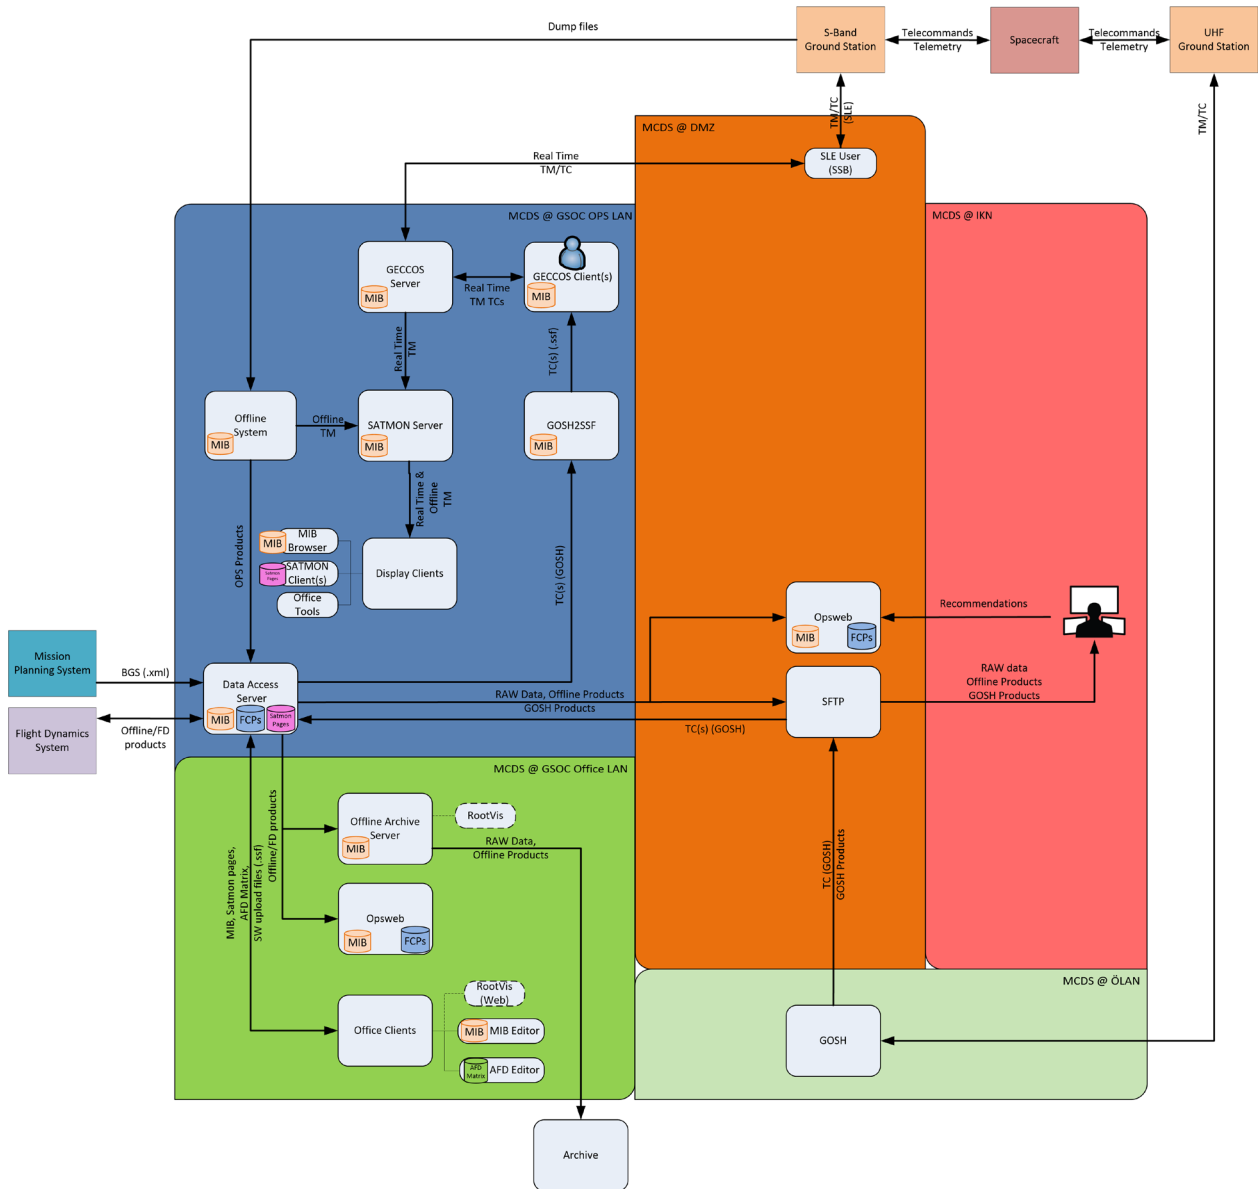 Dump files
S-Band
Ground Station
Telecommands
Telemetry
Spacecraft
Telecommands
Telemetry
UHF
Ground Station
TM/TC
(SLE)
TM/TC
MCDS @ DMZ
SLE User
(SSB)
Real Time
TM/TC
MCDS @ GSOC OPS LAN
MCDS @ IKN
GECCOS
Server
MIB
Real Time
TM TCs
GECCOS Client(s)
MIB
Real Time
TM
TC(s) (.ssf)
Offline
System
MIB
Offline
TM
SATMON Server
MIB
GOSH2SSF
MIB
Real Time &
Offline
TM
OPS Products
MIB
MIB
Browser
Satmon
Pages
SATMON
Client(s)
Office
Tools
Display Clients
TC(s) (GOSH)
Opsweb
MIB
FCPs
Recommendations
Mission
Planning System
BGS (.xml)
Data Access
Server
MIB
FCPs
Satmon
Pages
RAW Data, Offline Products
GOSH Products
SFTP
RAW data
Offline Products
GOSH Products
Flight Dynamics
System
Offline/FD
products
TC(s) (GOSH)
MCDS @ GSOC Office LAN
MIB, Satmon pages,
AFD Matrix,
SW upload files (.ssf)
Offline/FD products
Offline Archive
Server
MIB
RootVis
RAW Data,
Offline Products
TC (GOSH)
GOSH Products
Opsweb
MIB
FCPs
MCDS @ ÖLAN
Office Clients
RootVis
(Web)
MIB
MIB Editor
AFD
Matrix
AFD Editor
GOSH
Archive